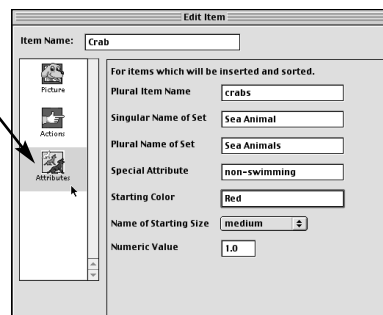 Edit Item
Item Name: Crab
Picture
Actions
Attributes
For items which will be inserted and sorted.
Plural Item Name crabs
Singular Name of Set Sea Animal
Plural Name of Set Sea Animals
Special Attribute non-swimming
Starting Color Red
Name of Starting Size medium
Numeric Value 1.0